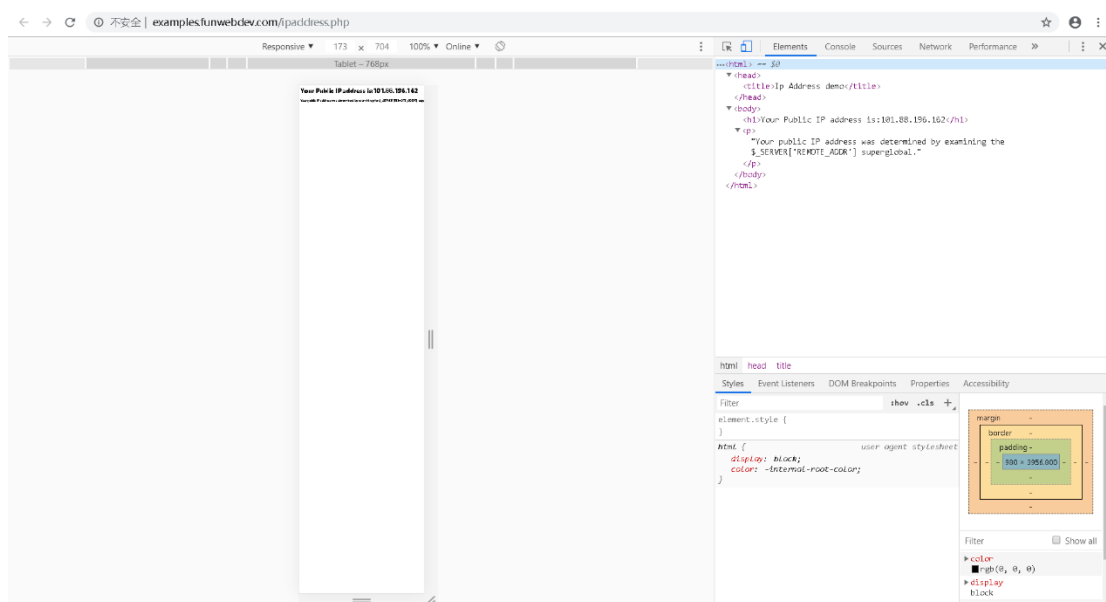 不安全 | examples.funwebdev.com/ipaddress.php
Responsive ▼ 173 x 704 100% ▼ Online ▼
Elements Console Sources Network Performance »
Tablet – 768px
Your Public IP address is:101.88.196.162
...<html> == $0
▼<head>
<title>Ip Address demo</title>
</head>
▼<body>
<h1>Your Public IP address is:101.88.196.162</h1>
▼<p>
"Your public IP address was determined by examining the
$_SERVER['REMOTE_ADDR'] superglobal."
</p>
</body>
</html>
html head title
Styles Event Listeners DOM Breakpoints Properties Accessibility
Filter :hov .cls +
element.style {
}
html { user agent stylesheet
display: block;
color: -internal-root-color;
}
margin -
border -
padding -
Filter Show all
color
rgb(0, 0, 0)
display
block